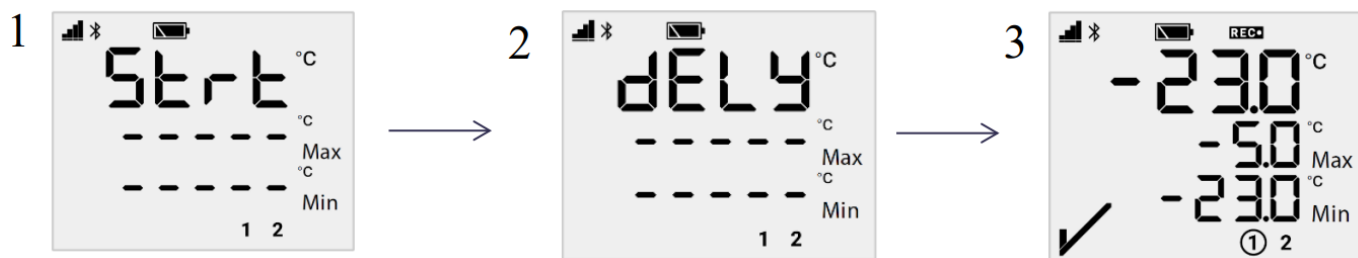 1
Strt °C
- - - - - °C Max
- - - - - °C Min
1 2
2
dELY °C
- - - - - °C Max
- - - - - °C Min
1 2
3
REC
-23.0 °C
-5.0 °C Max
-23.0 °C Min
① 2